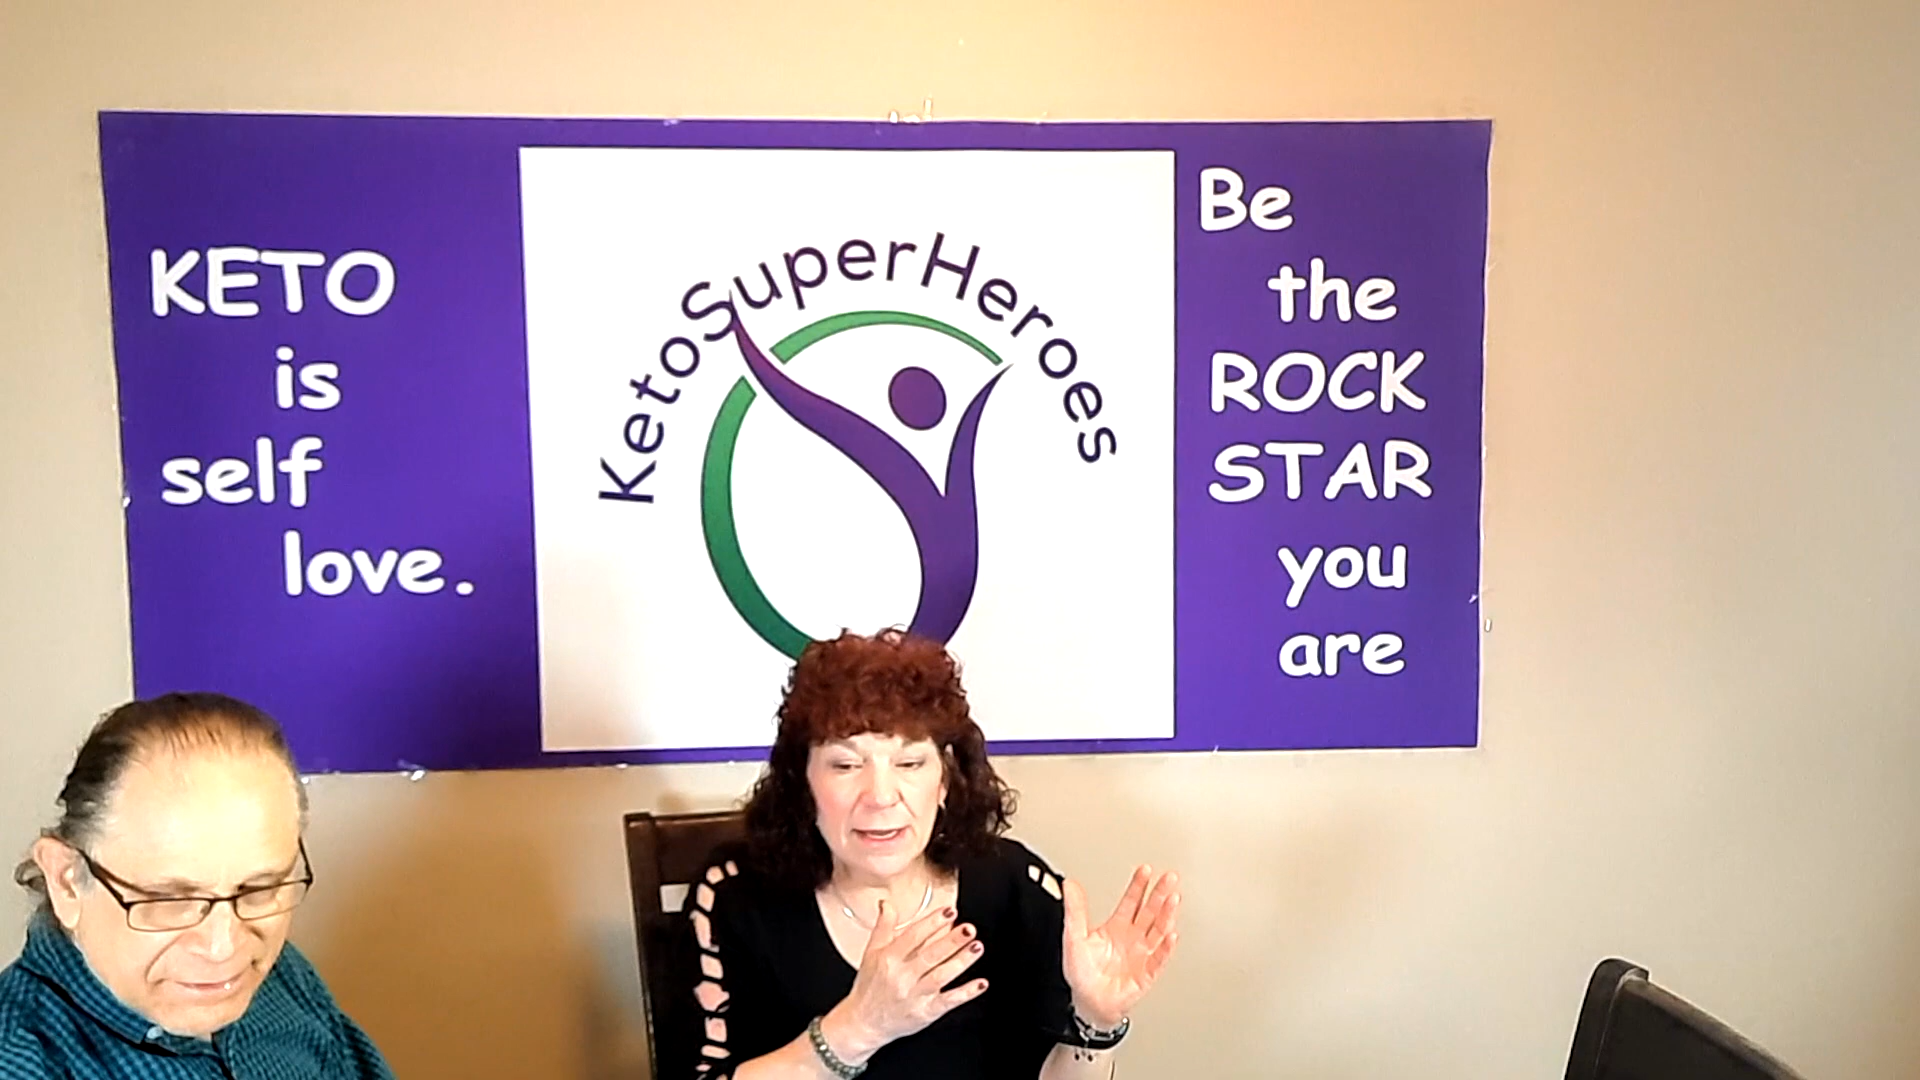 KETO
is
self
love.
KetoSuperHeroes
Be
the
ROCK
STAR
you
are